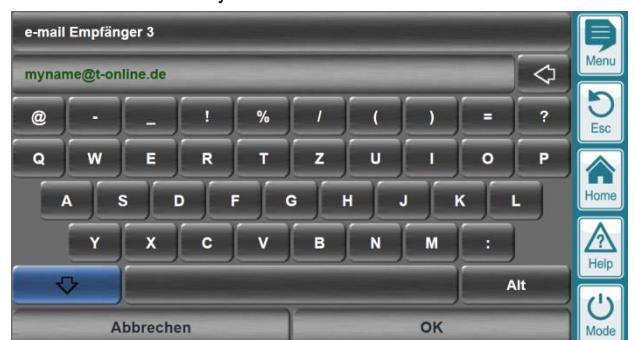 e-mail Empfänger 3
myname@t-online.de
@ - _ ! % / ( ) = ?
Q W E R T Z U I O P
A S D F G H J K L
Y X C V B N M :
Alt
Abbrechen OK
Menu
Esc
Home
Help
Mode